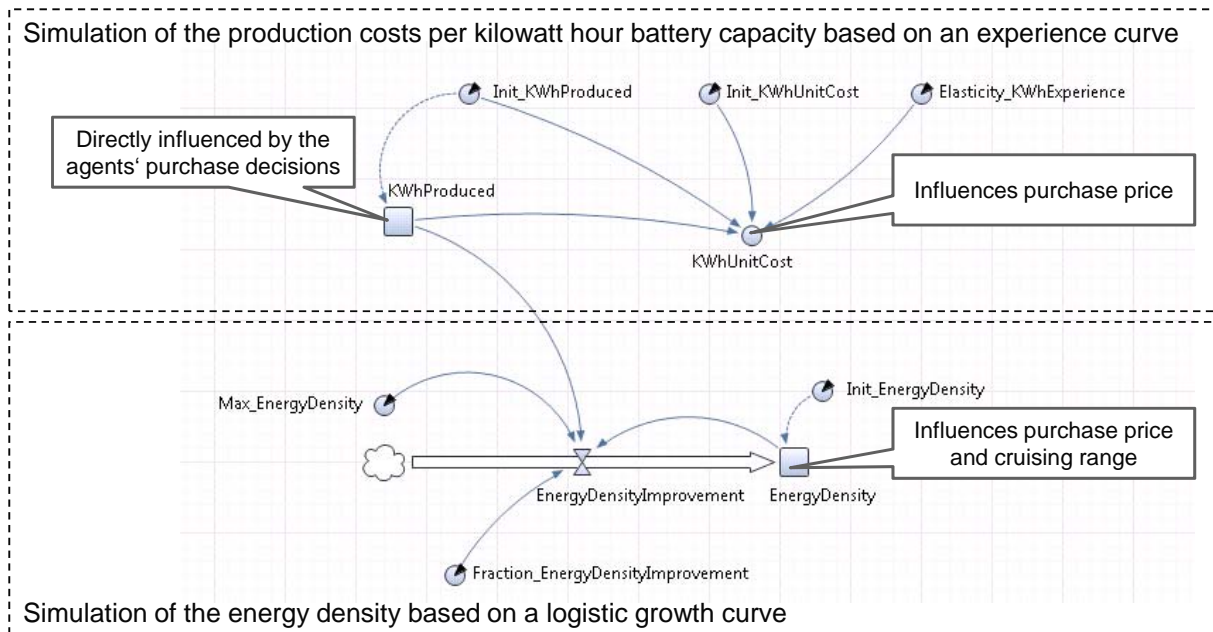 Simulation of the production costs per kilowatt hour battery capacity based on an experience curve
Init_KWhProduced
Init_KWhUnitCost
Elasticity_KWhExperience
Directly influenced by the
agents‘ purchase decisions
KWhProduced
Influences purchase price
KWhUnitCost
Max_EnergyDensity
Init_EnergyDensity
Influences purchase price
and cruising range
EnergyDensityImprovement
EnergyDensity
Fraction_EnergyDensityImprovement
Simulation of the energy density based on a logistic growth curve